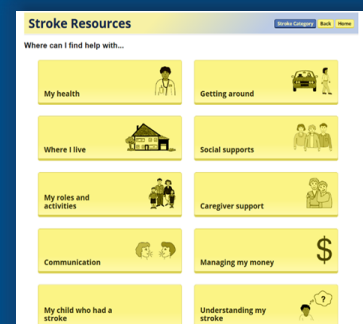 Stroke Resources
Stroke Category Back Home
Where can I find help with...
My health
Getting around
Where I live
Social supports
My roles and
activities
Caregiver support
Communication
Managing my money
$
My child who had a
stroke
Understanding my
stroke
?